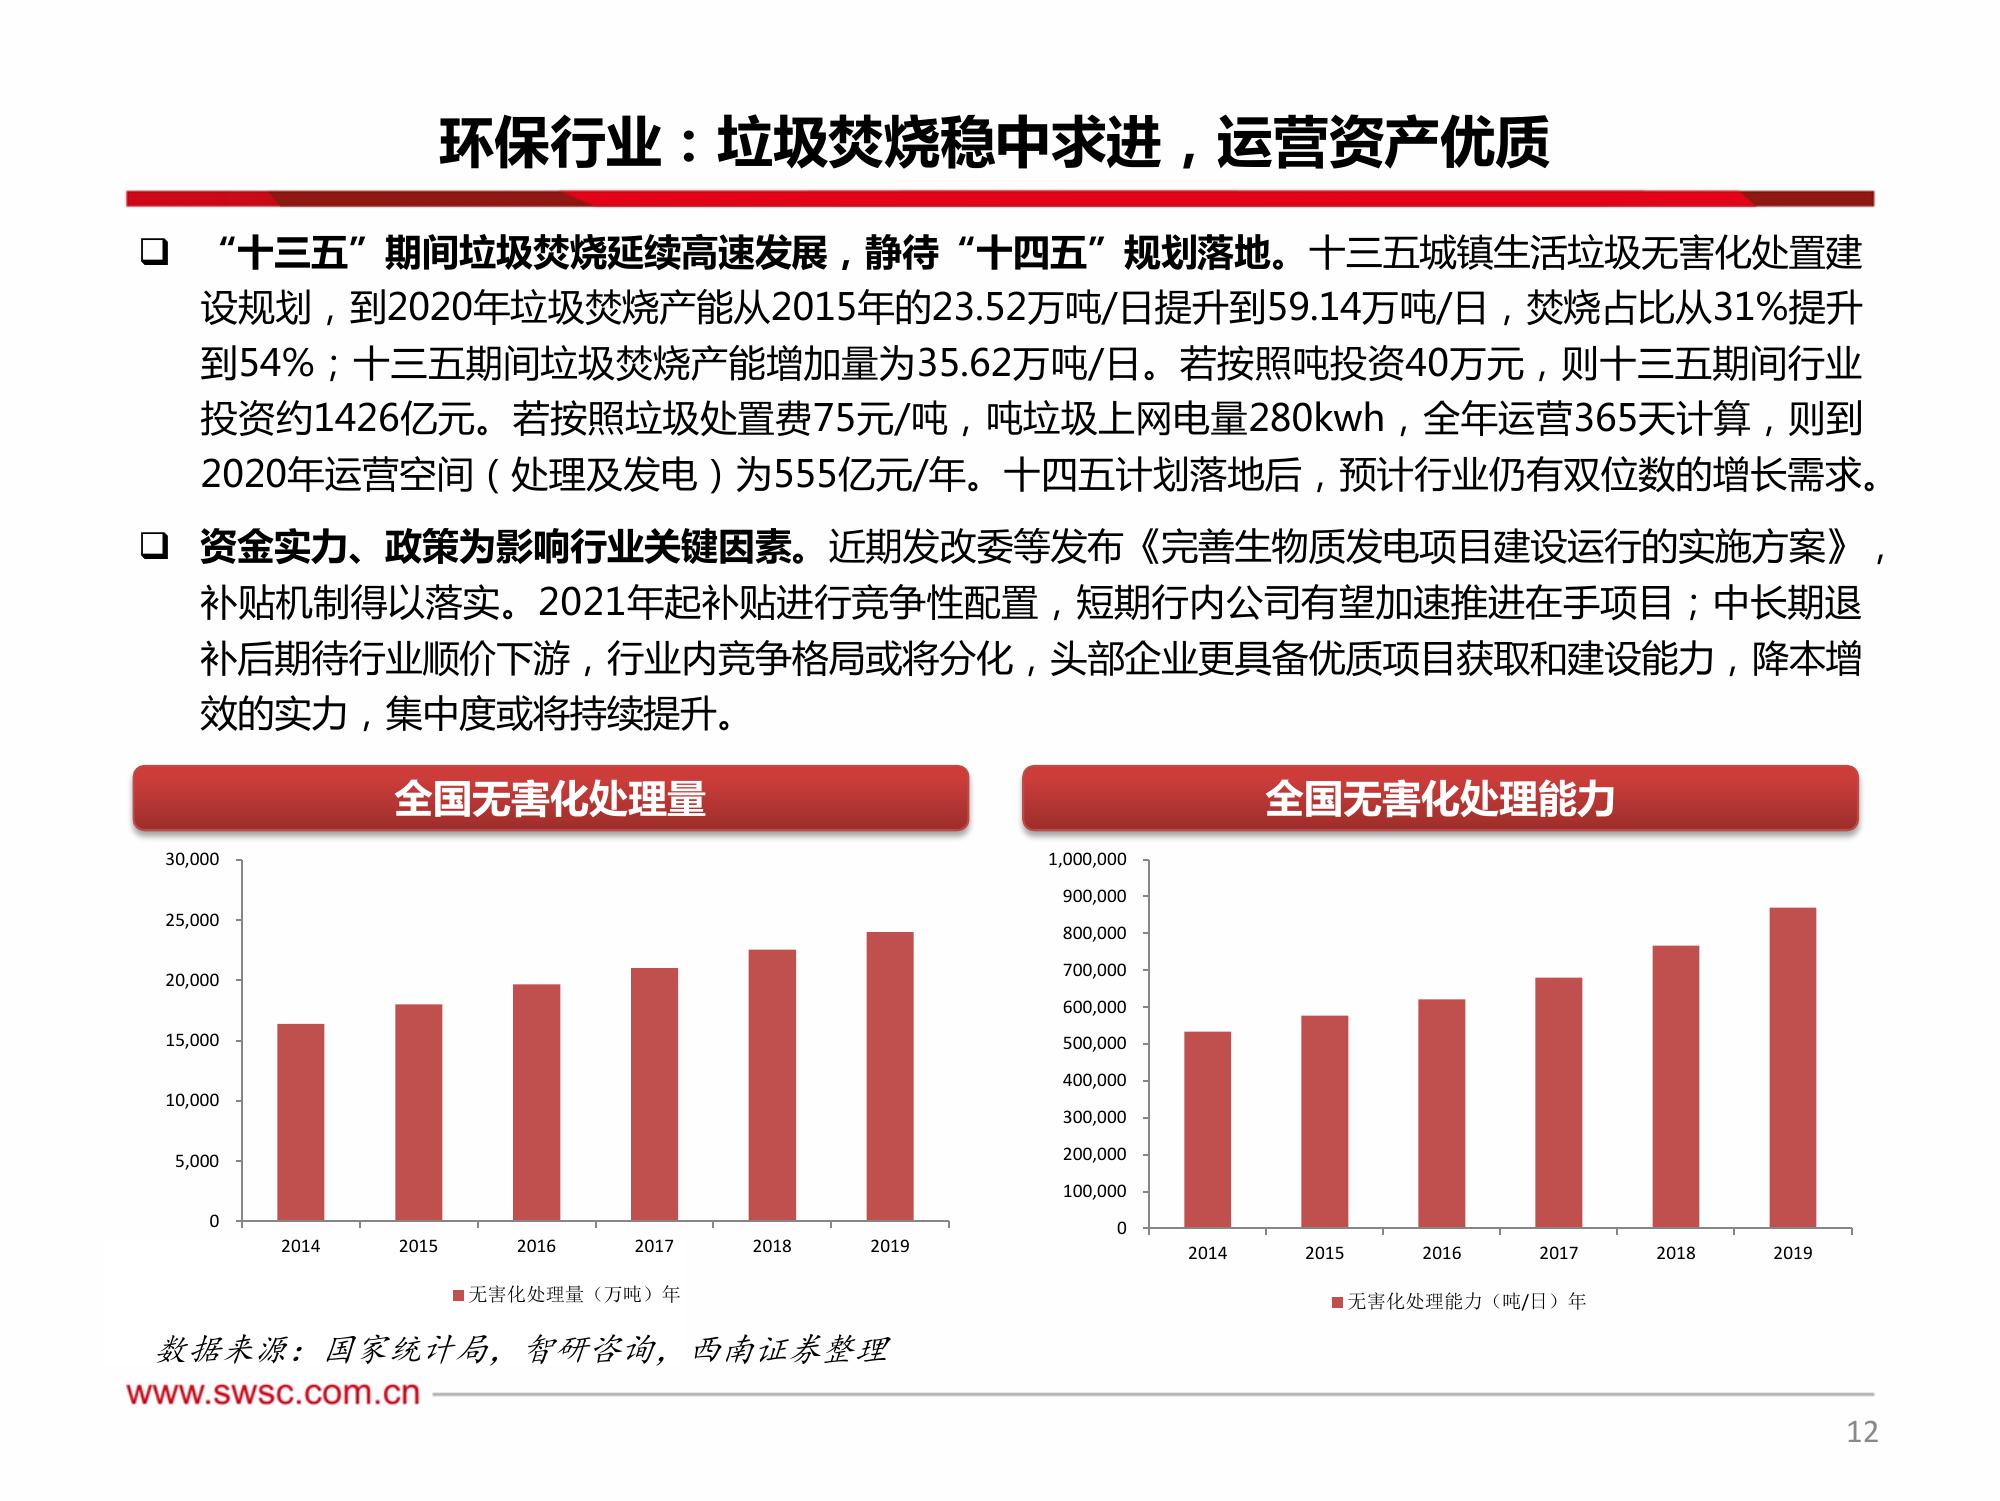 环保行业：垃圾焚烧稳中求进，运营资产优质
❑ “十三五”期间垃圾焚烧延续高速发展，静待“十四五”规划落地。十三五城镇生活垃圾无害化处置建
设规划，到2020年垃圾焚烧产能从2015年的23.52万吨/日提升到59.14万吨/日，焚烧占比从31%提升
到54%；十三五期间垃圾焚烧产能增加量为35.62万吨/日。若按照吨投资40万元，则十三五期间行业
投资约1426亿元。若按照垃圾处置费75元/吨，吨垃圾上网电量280kwh，全年运营365天计算，则到
2020年运营空间（处理及发电）为555亿元/年。十四五计划落地后，预计行业仍有双位数的增长需求。
❑ 资金实力、政策为影响行业关键因素。近期发改委等发布《完善生物质发电项目建设运行的实施方案》，
补贴机制得以落实。2021年起补贴进行竞争性配置，短期行内公司有望加速推进在手项目；中长期退
补后期待行业顺价下游，行业内竞争格局或将分化，头部企业更具备优质项目获取和建设能力，降本增
效的实力，集中度或将持续提升。
全国无害化处理量
30,000
25,000
20,000
15,000
10,000
5,000
0
2014 2015 2016 2017 2018 2019
无害化处理量（万吨）年
全国无害化处理能力
1,000,000
900,000
800,000
700,000
600,000
500,000
400,000
300,000
200,000
100,000
0
2014 2015 2016 2017 2018 2019
无害化处理能力（吨/日）年
数据来源：国家统计局，智研咨询，西南证券整理
www.swsc.com.cn
12